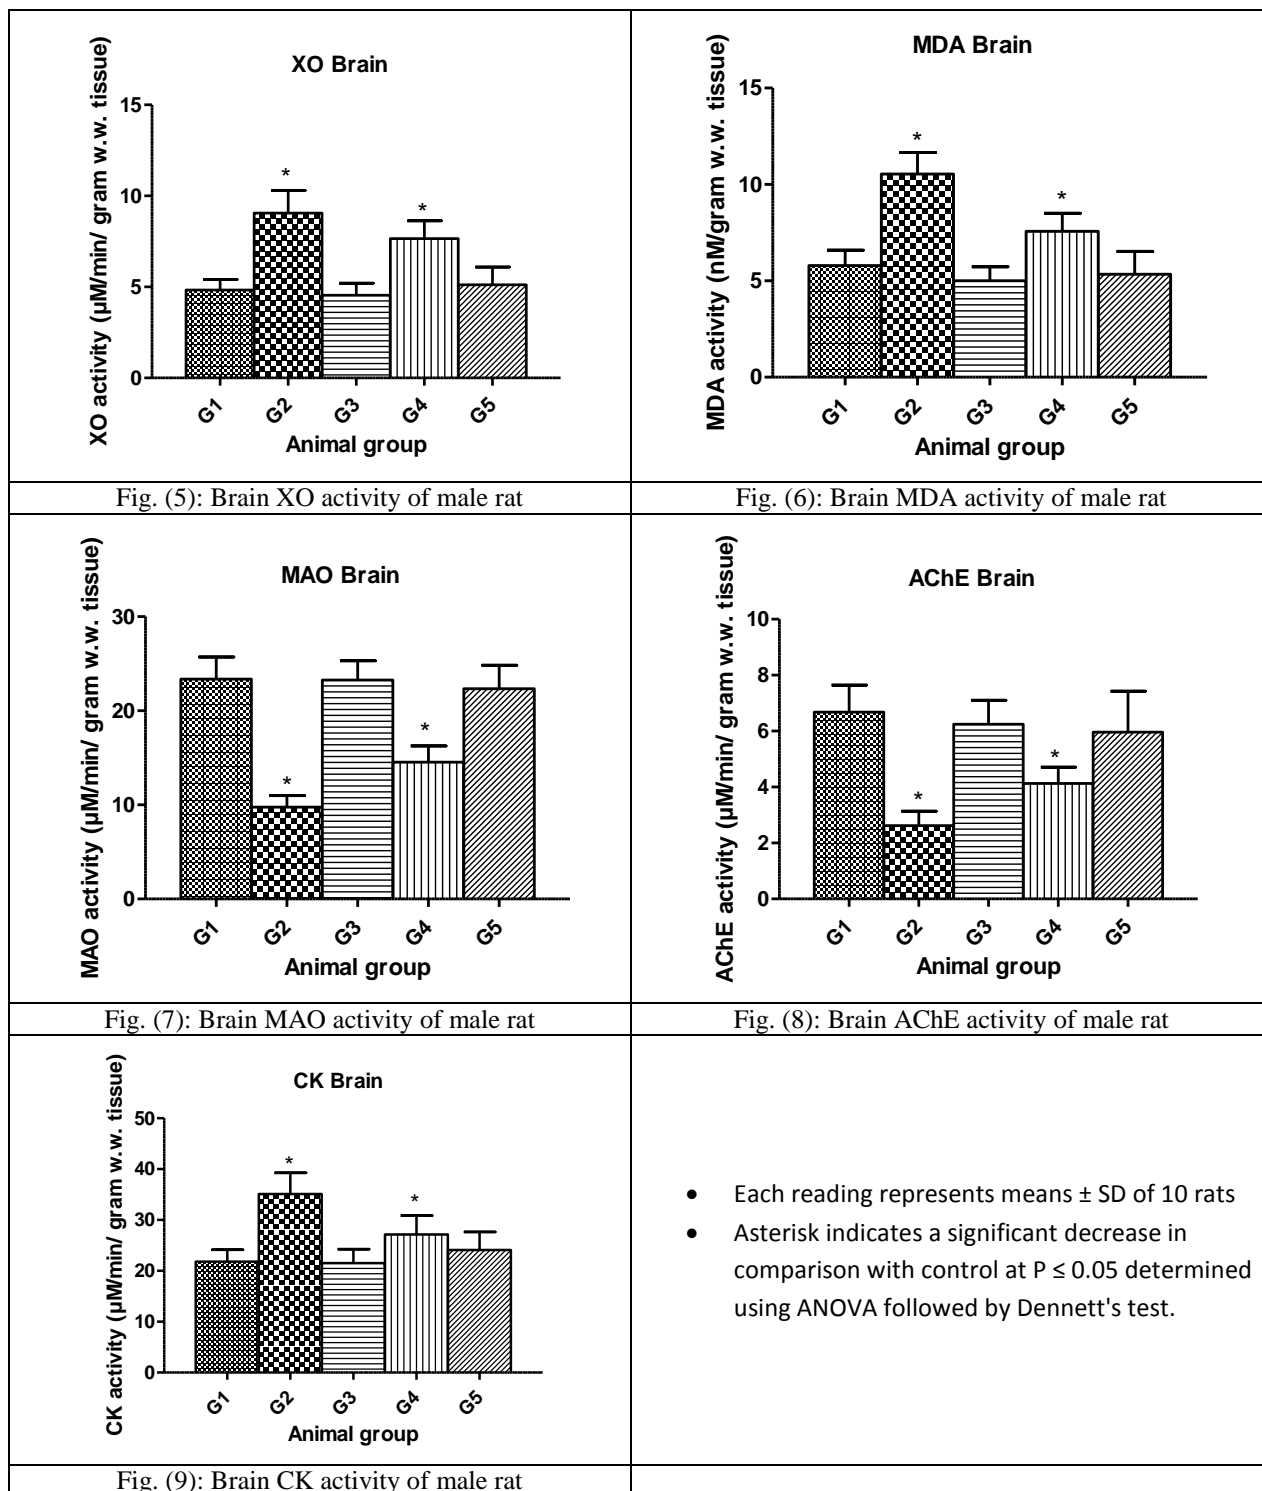 XO Brain
XO activity (µM/min/ gram w.w. tissue)
15
10
5
0
*
*
G1
G2
G3
G4
G5
Animal group
Fig. (5): Brain XO activity of male rat
MDA Brain
MDA activity (nM/gram w.w. tissue)
15
10
5
0
*
*
G1
G2
G3
G4
G5
Animal group
Fig. (6): Brain MDA activity of male rat
MAO Brain
MAO activity (µM/min/ gram w.w. tissue)
30
20
10
0
*
*
G1
G2
G3
G4
G5
Animal group
Fig. (7): Brain MAO activity of male rat
AChE Brain
AChE activity (µM/min/ gram w.w. tissue)
10
8
6
4
2
0
*
*
G1
G2
G3
G4
G5
Animal group
Fig. (8): Brain AChE activity of male rat
CK Brain
CK activity (µM/min/ gram w.w. tissue)
50
40
30
20
10
0
*
*
G1
G2
G3
G4
G5
Animal group
Fig. (9): Brain CK activity of male rat
• Each reading represents means ± SD of 10 rats
• Asterisk indicates a significant decrease in
comparison with control at P ≤ 0.05 determined
using ANOVA followed by Dennett's test.